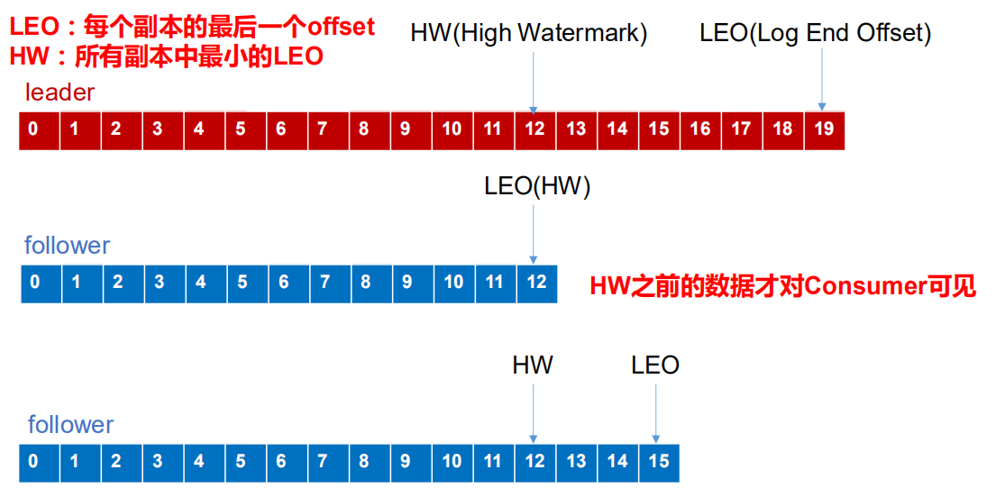 LEO：每个副本的最后一个offset
HW：所有副本中最小的LEO
HW(High Watermark)
LEO(Log End Offset)
leader
0 1 2 3 4 5 6 7 8 9 10 11 12 13 14 15 16 17 18 19
LEO(HW)
follower
0 1 2 3 4 5 6 7 8 9 10 11 12
HW之前的数据才对Consumer可见
HW
LEO
follower
0 1 2 3 4 5 6 7 8 9 10 11 12 13 14 15